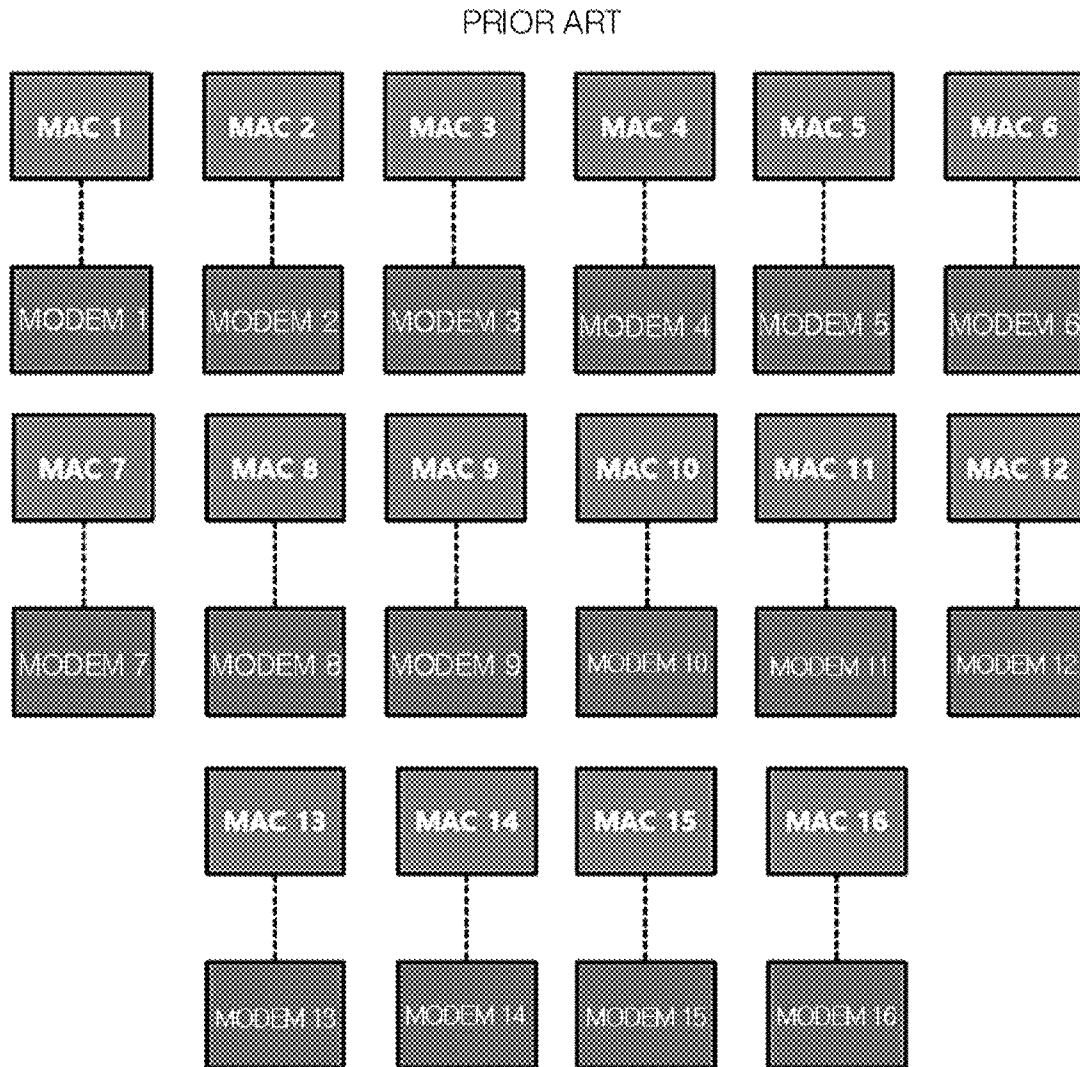 PRIOR ART
MAC 1 MAC 2 MAC 3 MAC 4 MAC 5 MAC 6
MODEM 1 MODEM 2 MODEM 3 MODEM 4 MODEM 5 MODEM 6
MAC 7 MAC 8 MAC 9 MAC 10 MAC 11 MAC 12
MODEM 7 MODEM 8 MODEM 9 MODEM 10 MODEM 11 MODEM 12
MAC 13 MAC 14 MAC 15 MAC 16
MODEM 13 MODEM 14 MODEM 15 MODEM 16